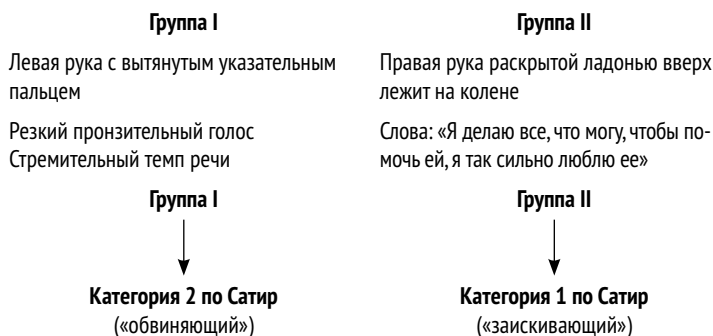 Группа I
Левая рука с вытянутым указательным
пальцем
Резкий пронзительный голос
Стремительный темп речи
Группа I
Категория 2 по Сатир
(«обвиняющий»)
Группа II
Правая рука раскрытой ладонью вверх
лежит на колене
Слова: «Я делаю все, что могу, чтобы по-
мочь ей, я так сильно люблю ее»
Группа II
Категория 1 по Сатир
(«заискивающий»)